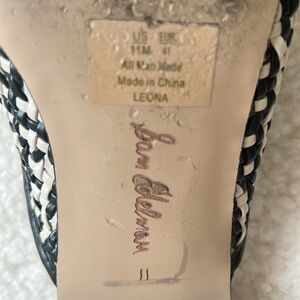 US EUR
11M 41
All Man Made
Made in China
LEONA
Sam Edelman
11